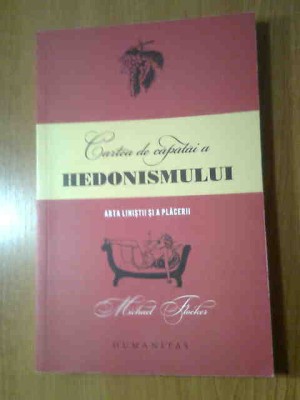 Cartea de căpătâi a
HEDONISMULUI
ARTA LINIȘTII ȘI A PLĂCERII
Michael Flocker
HUMANITAS